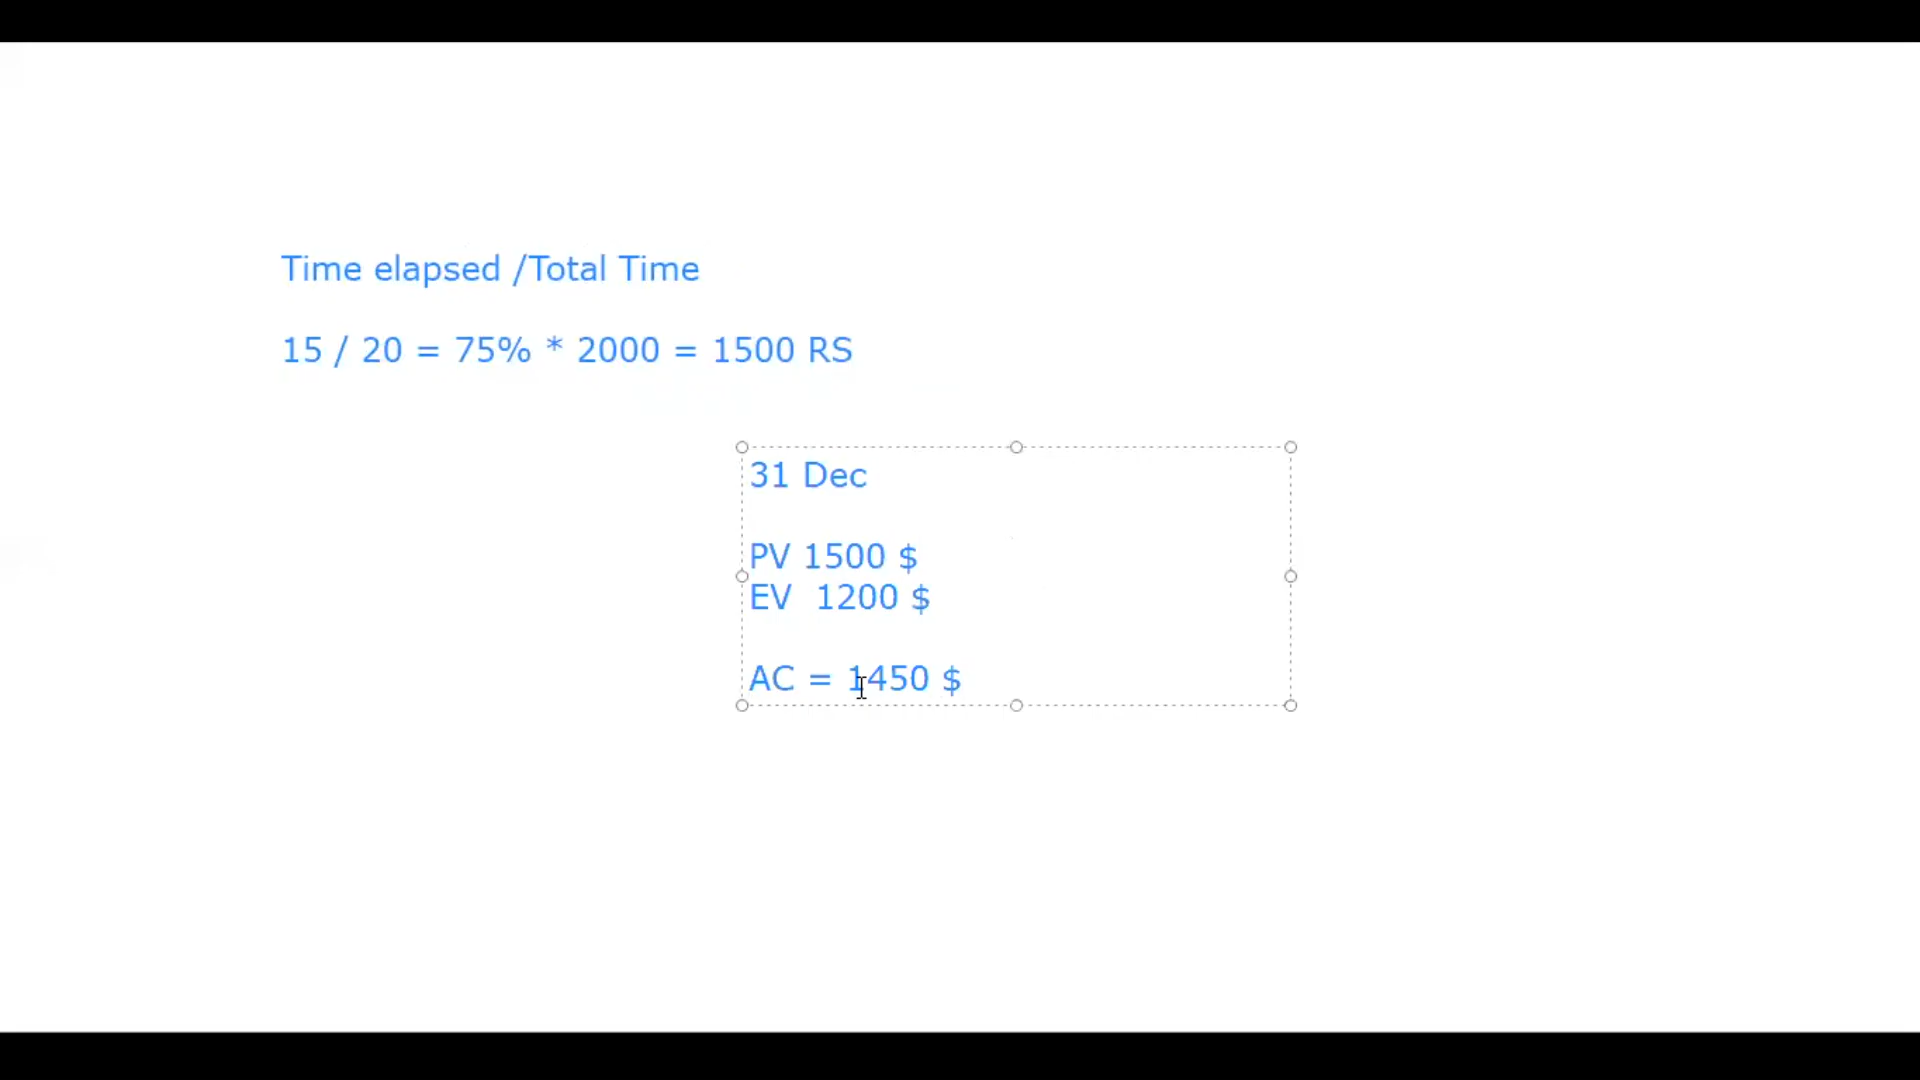 Time elapsed /Total Time
15 / 20 = 75% * 2000 = 1500 RS
31 Dec
PV 1500 $
EV  1200 $
AC = 1450 $